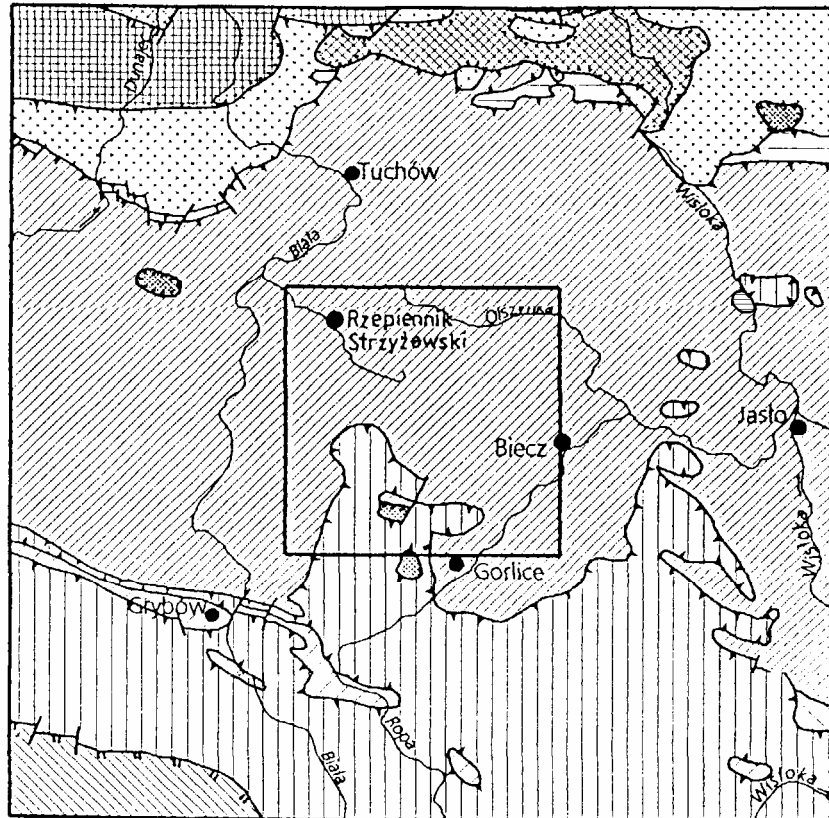 Dunajec
Tuchów
Wisłoka
Biała
Rzepiennik
Strzyżowski
Olszynka
Jasło
Biecz
Wisłoka
Gorlice
Grybów
Ropa
Biała
Wisłoka